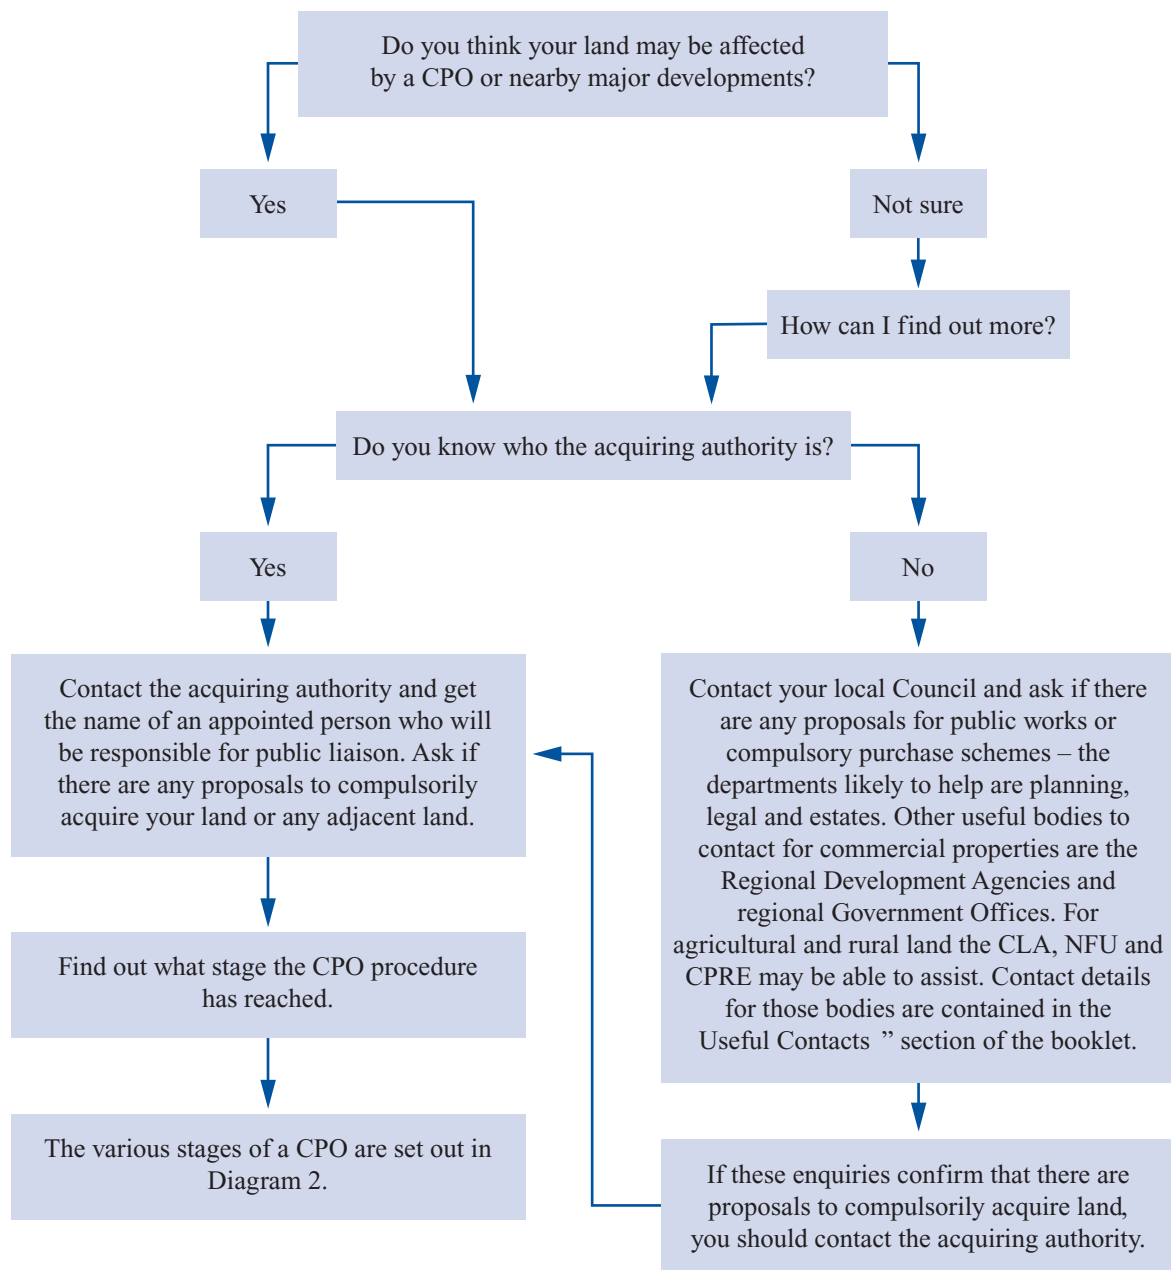 Do you think your land may be affected
by a CPO or nearby major developments?
Yes
Not sure
How can I find out more?
Do you know who the acquiring authority is?
Yes
No
Contact the acquiring authority and get
the name of an appointed person who will
be responsible for public liaison. Ask if
there are any proposals to compulsorily
acquire your land or any adjacent land.
Find out what stage the CPO procedure
has reached.
The various stages of a CPO are set out in
Diagram 2.
Contact your local Council and ask if there
are any proposals for public works or
compulsory purchase schemes – the
departments likely to help are planning,
legal and estates. Other useful bodies to
contact for commercial properties are the
Regional Development Agencies and
regional Government Offices. For
agricultural and rural land the CLA, NFU and
CPRE may be able to assist. Contact details
for those bodies are contained in the
Useful Contacts ” section of the booklet.
If these enquiries confirm that there are
proposals to compulsorily acquire land,
you should contact the acquiring authority.